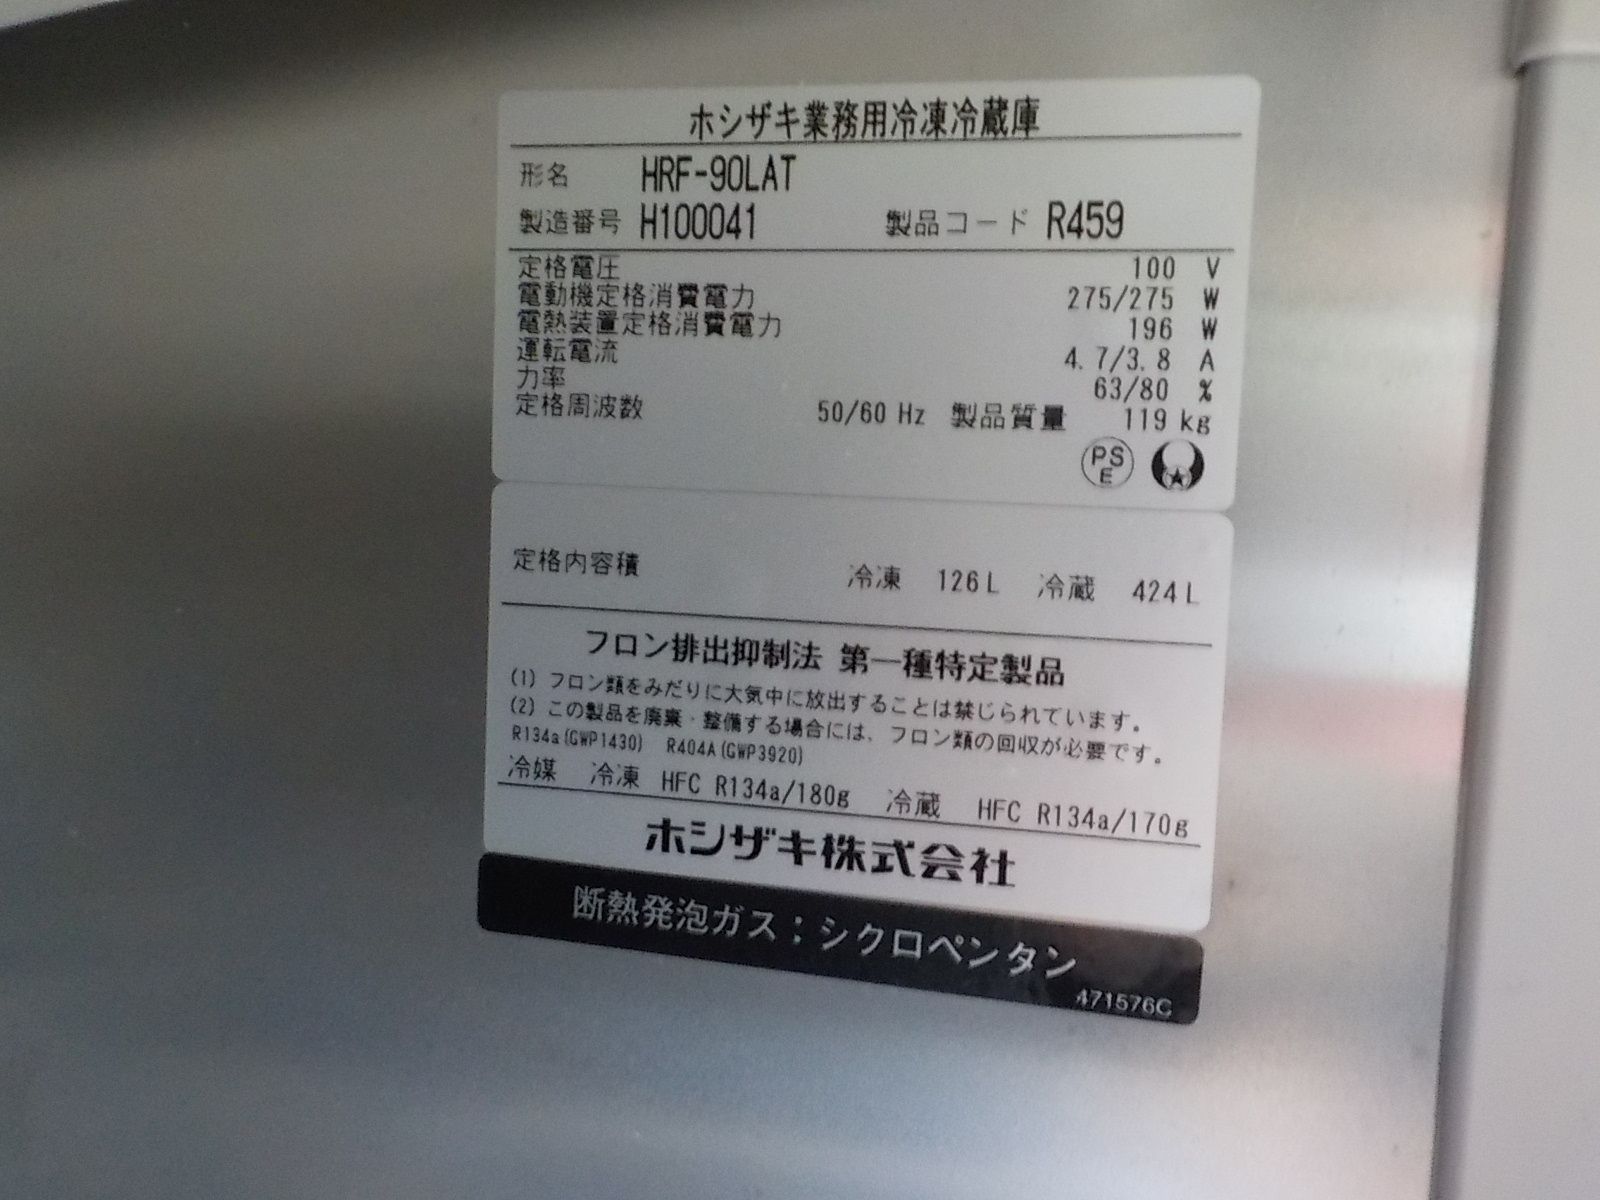 ホシザキ業務用冷凍冷蔵庫
形名 HRF-90LAT
製造番号 H100041 製品コード R459
定格電圧 100 V
電動機定格消費電力 275/275 W
電熱装置定格消費電力 196 W
運転電流 4.7/3.8 A
力率 63/80 %
定格周波数 50/60 Hz 製品質量 119 kg
PS
E
定格内容積 冷凍 126L 冷蔵 424L
フロン排出抑制法 第一種特定製品
(1) フロン類をみだりに大気中に放出することは禁じられています。
(2) この製品を廃棄・整備する場合には、フロン類の回収が必要です。
R134a(GWP1430) R404A(GWP3920)
冷媒 冷凍 HFC R134a/180g 冷蔵 HFC R134a/170g
ホシザキ株式会社
断熱発泡ガス：シクロペンタン
471576C